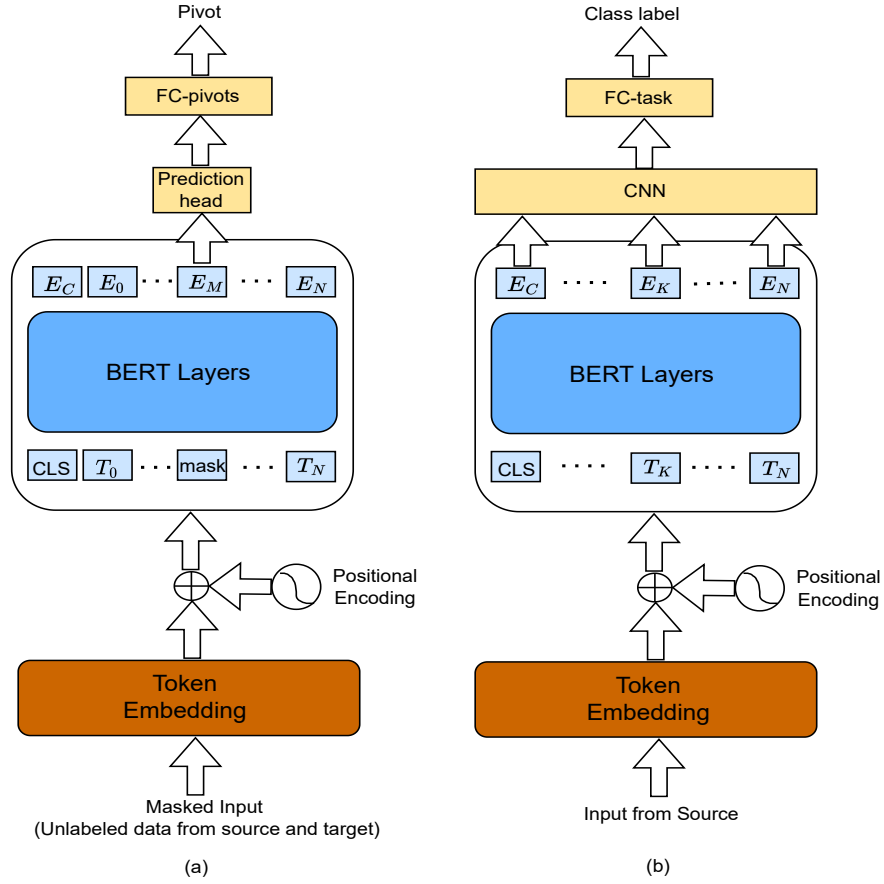 Pivot
FC-pivots
Prediction
head
E_C E_0 ... E_M .... E_N
BERT Layers
CLS T_0 ... mask .... T_N
Positional
Encoding
Token
Embedding
Masked Input
(Unlabeled data from source and target)
(a)
Class label
FC-task
CNN
E_C .... E_K .... E_N
BERT Layers
CLS .... T_K .... T_N
Positional
Encoding
Token
Embedding
Input from Source
(b)